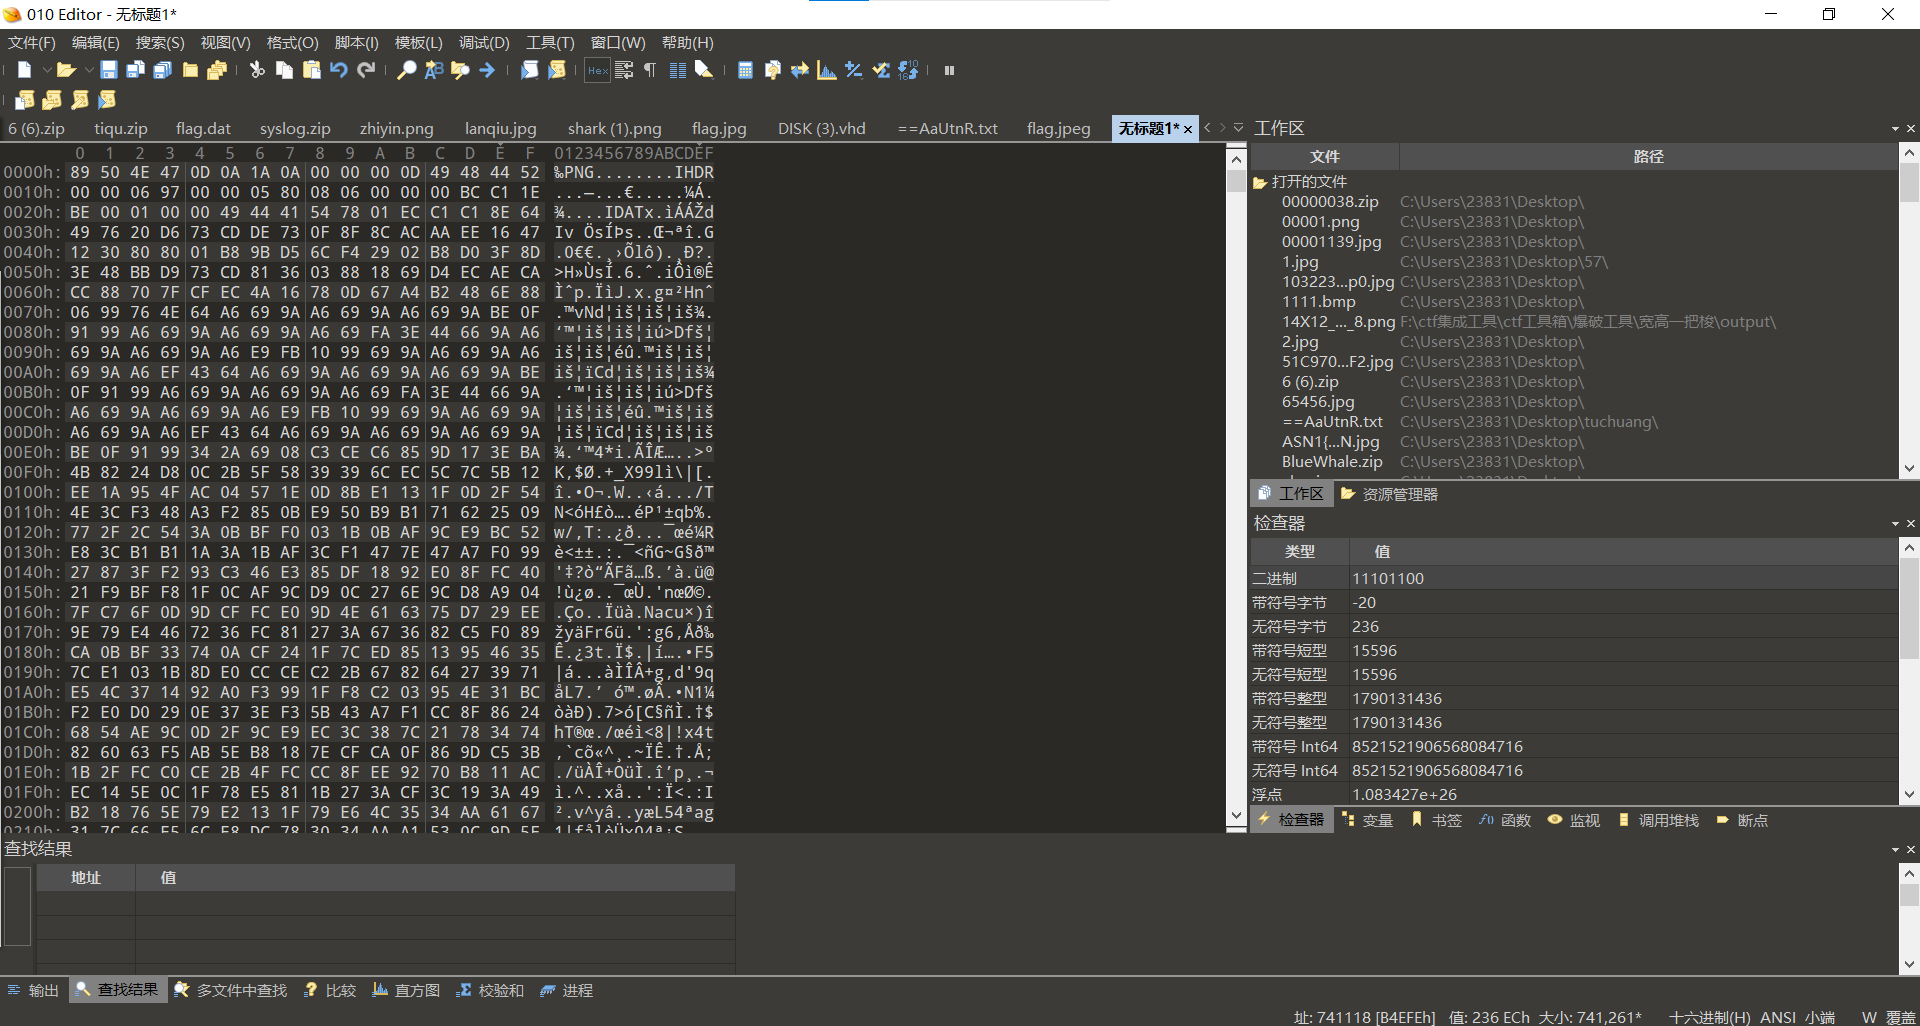 010 Editor - 无标题1*
文件(F) 编辑(E) 搜索(S) 视图(V) 格式(O) 脚本(I) 模板(L) 调试(D) 工具(T) 窗口(W) 帮助(H)
6 (6).zip tiqu.zip flag.dat syslog.zip zhiyin.png lanqiu.jpg shark (1).png flag.jpg DISK (3).vhd ==AaUtnR.txt flag.jpeg 无标题1*
0 1 2 3 4 5 6 7 8 9 A B C D E F 0123456789ABCDEF
0000h: 89 50 4E 47 0D 0A 1A 0A 00 00 00 0D 49 48 44 52 ‰PNG........IHDR
0010h: 00 00 06 97 00 00 05 80 08 06 00 00 00 BC C1 1E ...—...€.....¼Á.
0020h: BE 00 01 00 00 49 44 41 54 78 01 EC C1 C1 8E 64 ¾....IDATx.ìÁÁŽd
0030h: 49 76 20 D6 73 CD DE 73 0F 8F 8C AC AA EE 16 47 Iv ÖsÍÞs..Œ¬ªî.G
0040h: 12 30 80 80 01 B8 9B D5 6C F4 29 02 B8 D0 3F 8D .0€€.¸›Õlô).¸Ð?.
0050h: 3E 48 BB D9 73 CD 81 36 03 88 18 69 D4 EC AE CA >H»ÙsÍ.6.ˆ.iÔì®Ê
0060h: CC 88 70 7F CF EC 4A 16 78 0D 67 A4 B2 48 6E 88 Ìˆp.ÏìJ.x.g¤²Hnˆ
0070h: 06 99 76 4E 64 A6 69 9A A6 69 9A A6 69 9A BE 0F .™vNd¦iš¦iš¦iš¾.
0080h: 91 99 A6 69 9A A6 69 9A A6 69 FA 3E 44 66 9A A6 ‘™¦iš¦iš¦iú>Dfš¦
0090h: 69 9A A6 69 9A A6 E9 FB 10 99 69 9A A6 69 9A A6 iš¦iš¦éû.™iš¦iš¦
00A0h: 69 9A A6 EF 43 64 A6 69 9A A6 69 9A A6 69 9A BE iš¦ïCd¦iš¦iš¦iš¾
00B0h: 0F 91 99 A6 69 9A A6 69 9A A6 69 FA 3E 44 66 9A .‘™¦iš¦iš¦iú>Dfš
00C0h: A6 69 9A A6 69 9A A6 E9 FB 10 99 69 9A A6 69 9A ¦iš¦iš¦éû.™iš¦iš
00D0h: A6 69 9A A6 EF 43 64 A6 69 9A A6 69 9A A6 69 9A ¦iš¦ïCd¦iš¦iš¦iš
00E0h: BE 0F 91 99 34 2A 69 08 C3 CE C6 85 9D 17 3E BA ¾.‘™4*i.ÃÎÆ…..>º
00F0h: 4B 82 24 D8 0C 2B 5F 58 39 39 6C EC 5C 7C 5B 12 K‚$Ø.+_X99lì\|[.
0100h: EE 1A 95 4F AC 04 57 1E 0D 8B E1 13 1F 0D 2F 54 î.•O¬.W..‹á.../T
0110h: 4E 3C F3 48 A3 F2 85 0B E9 50 B9 B1 71 62 25 09 N<óH£ò….éP¹±qb%.
0120h: 77 2F 2C 54 3A 0B BF F0 03 1B 0B AF 9C E9 BC 52 w/,T:.¿ð...¯œé¼R
0130h: E8 3C B1 B1 1A 3A 1B AF 3C F1 47 7E 47 A7 F0 99 è<±±.:.¯<ñG~G§ð™
0140h: 27 87 3F F2 93 C3 46 E3 85 DF 18 92 E0 8F FC 40 '‡?ò“ÃFã…ß.’à.ü@
0150h: 21 F9 BF F8 1F 0C AF 9C D9 0C 27 6E 9C D8 A9 04 !ù¿ø..¯œÙ.'nœØ©.
0160h: 7F C7 6F 0D 9D CF FC E0 9D 4E 61 63 75 D7 29 EE .Ço..Ïüà.Nacu×)î
0170h: 9E 79 E4 46 72 36 FC 81 27 3A 67 36 82 C5 F0 89 žyäFr6ü.':g6‚Åð‰
0180h: CA 0B BF 33 74 0A CF 24 1F 7C ED 85 13 95 46 35 Ê.¿3t.Ï$.|í….•F5
0190h: 7C E1 03 1B 8D E0 CC CE C2 2B 67 82 64 27 39 71 |á...àÌÎÂ+g‚d'9q
01A0h: E5 4C 37 14 92 A0 F3 99 1F F8 C2 03 95 4E 31 BC åL7.’ ó™.øÂ.•N1¼
01B0h: F2 E0 D0 29 0E 37 3E F3 5B 43 A7 F1 CC 8F 86 24 òàÐ).7>ó[C§ñÌ.†$
01C0h: 68 54 AE 9C 0D 2F 9C E9 EC 3C 38 7C 21 78 34 74 hT®œ./œéì<8|!x4t
01D0h: 82 60 63 F5 AB 5E B8 18 7E CF CA 0F 86 9D C5 3B ‚`cõ«^¸.~ÏÊ.†.Å;
01E0h: 1B 2F FC C0 CE 2B 4F FC CC 8F EE 92 70 B8 11 AC ./üÀÎ+OüÌ.î’p¸.¬
01F0h: EC 14 5E 0C 1F 78 E5 81 1B 27 3A CF 3C 19 3A 49 ì.^..xå..':Ï<.:I
0200h: B2 18 76 5E 79 E2 13 1F 79 E6 4C 35 34 AA 61 67 ².v^yâ..yæL54ªag
工作区
文件 路径
打开的文件
00000038.zip C:\Users\23831\Desktop\
00001.png C:\Users\23831\Desktop\
00001139.jpg C:\Users\23831\Desktop\
1.jpg C:\Users\23831\Desktop\57\
103223...p0.jpg C:\Users\23831\Desktop\
1111.bmp C:\Users\23831\Desktop\
14X12_..._8.png F:\ctf集成工具\ctf工具箱\爆破工具\宽高一把梭\output\
2.jpg C:\Users\23831\Desktop\
51C970...F2.jpg C:\Users\23831\Desktop\
6 (6).zip C:\Users\23831\Desktop\
65456.jpg C:\Users\23831\Desktop\
==AaUtnR.txt C:\Users\23831\Desktop\tuchuang\
ASN1{...N.jpg C:\Users\23831\Desktop\
BlueWhale.zip C:\Users\23831\Desktop\
工作区 资源管理器
检查器
类型 值
二进制 11101100
带符号字节 -20
无符号字节 236
带符号短型 15596
无符号短型 15596
带符号整型 1790131436
无符号整型 1790131436
带符号 Int64 8521521906568084716
无符号 Int64 8521521906568084716
浮点 1.083427e+26
检查器 变量 书签 函数 监视 调用堆栈 断点
查找结果
地址 值
输出 查找结果 多文件中查找 比较 直方图 校验和 进程
址: 741118 [B4EFEh] 值: 236 ECh 大小: 741,261* 十六进制(H) ANSI 小端 W 覆盖